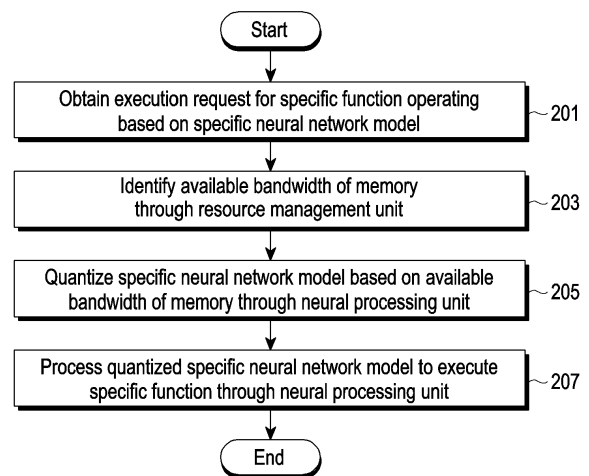 Start
Obtain execution request for specific function operating
based on specific neural network model
201
Identify available bandwidth of memory
through resource management unit
203
Quantize specific neural network model based on available
bandwidth of memory through neural processing unit
205
Process quantized specific neural network model to execute
specific function through neural processing unit
207
End